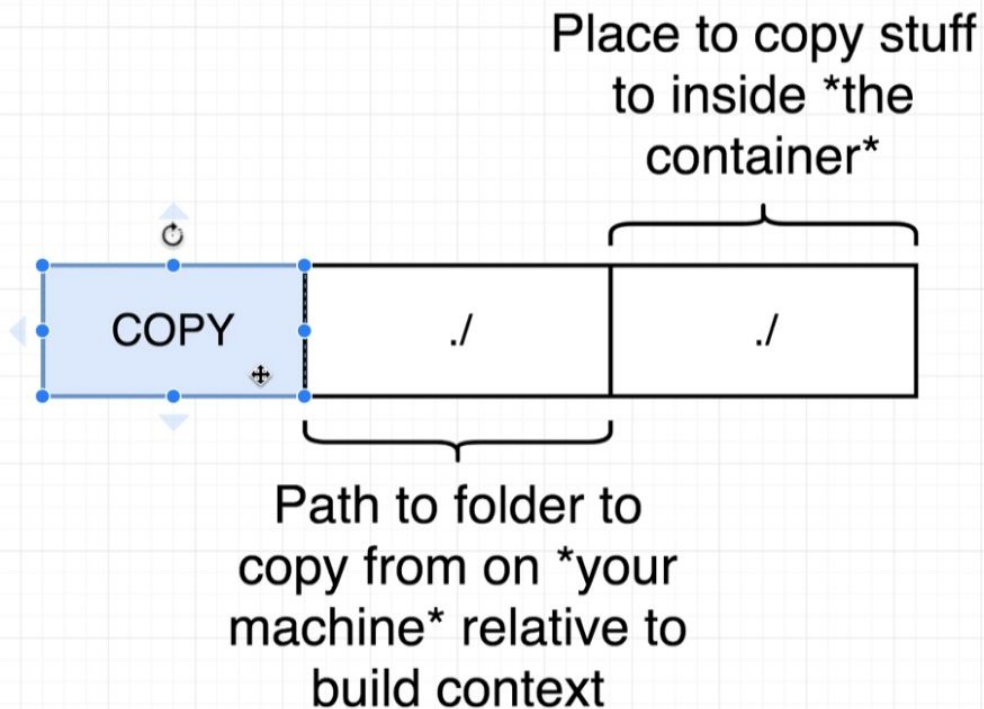 Place to copy stuff
to inside *the
container*
COPY
./
./
Path to folder to
copy from on *your
machine* relative to
build context